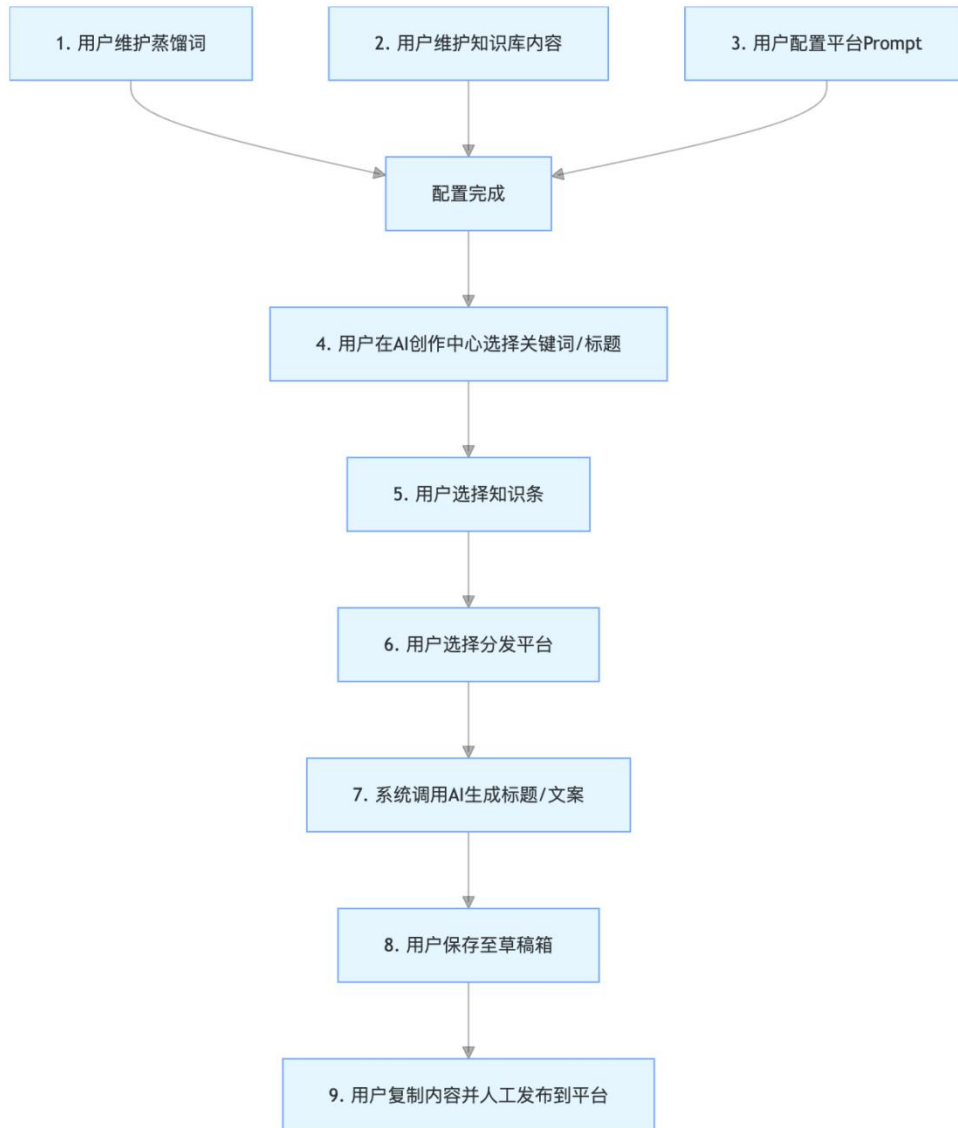 1. 用户维护蒸馏词
2. 用户维护知识库内容
3. 用户配置平台Prompt
配置完成
4. 用户在AI创作中心选择关键词/标题
5. 用户选择知识条
6. 用户选择分发平台
7. 系统调用AI生成标题/文案
8. 用户保存至草稿箱
9. 用户复制内容并人工发布到平台